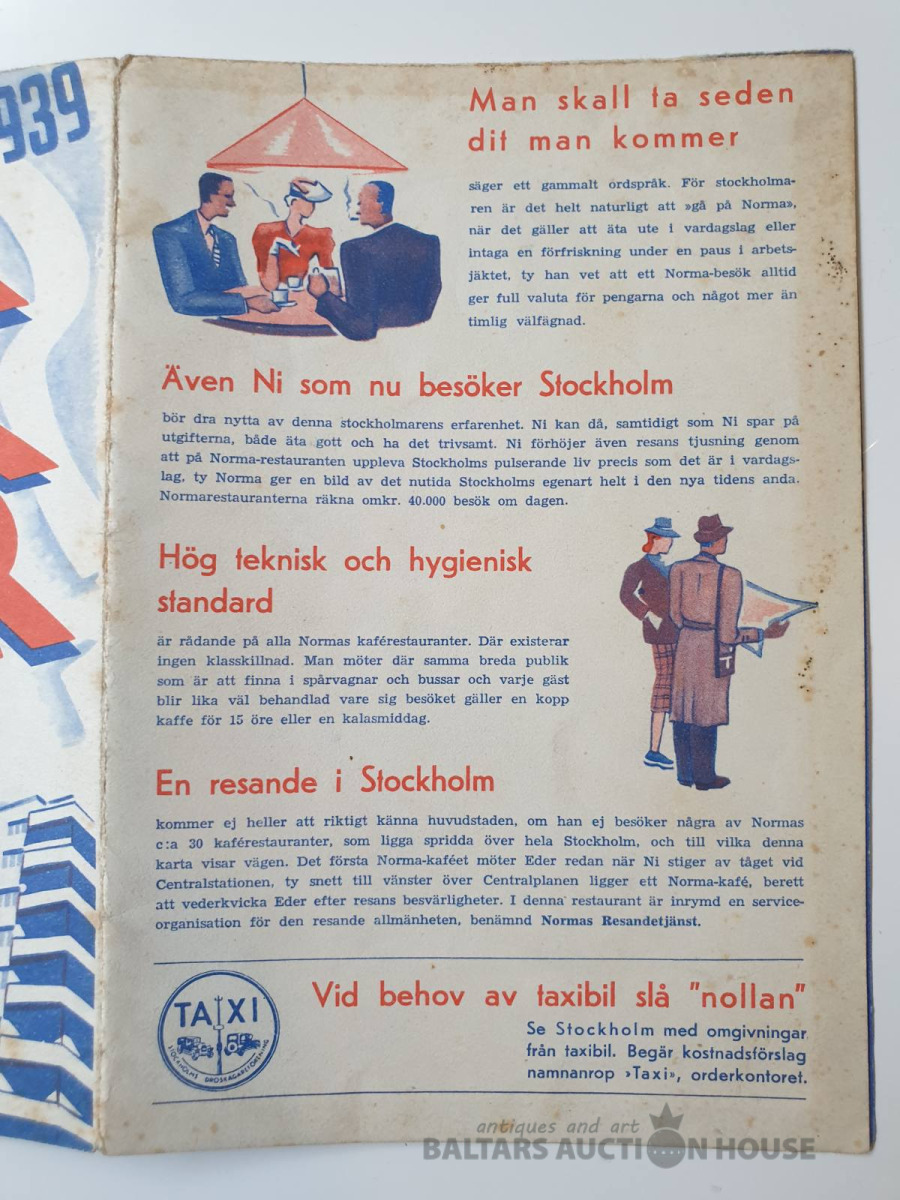 939
Man skall ta seden
dit man kommer
säger ett gammalt ordspråk. För stockholma-
ren är det helt naturligt att »gå på Norma»,
när det gäller att äta ute i vardagslag eller
intaga en förfriskning under en paus i arbets-
jäktet, ty han vet att ett Norma-besök alltid
ger full valuta för pengarna och något mer än
timlig välfägnad.
Även Ni som nu besöker Stockholm
bör dra nytta av denna stockholmarens erfarenhet. Ni kan då, samtidigt som Ni spar på
utgifterna, både äta gott och ha det trivsamt. Ni förhöjer även resans tjusning genom
att på Norma-restauranten uppleva Stockholms pulserande liv precis som det är i vardags-
lag, ty Norma ger en bild av det nutida Stockholms egenart helt i den nya tidens anda.
Normarestauranterna räkna omkr. 40.000 besök om dagen.
Hög teknisk och hygienisk
standard
är rådande på alla Normas kaférestauranter. Där existerar
ingen klasskillnad. Man möter där samma breda publik
som är att finna i spårvagnar och bussar och varje gäst
blir lika väl behandlad vare sig besöket gäller en kopp
kaffe för 15 öre eller en kalasmiddag.
En resande i Stockholm
kommer ej heller att riktigt känna huvudstaden, om han ej besöker några av Normas
c:a 30 kaférestauranter, som ligga spridda över hela Stockholm, och till vilka denna
karta visar vägen. Det första Norma-kaféet möter Eder redan när Ni stiger av tåget vid
Centralstationen, ty snett till vänster över Centralplanen ligger ett Norma-kafé, berett
att vederkvicka Eder efter resans besvärligheter. I denna restaurant är inrymd en service-
organisation för den resande allmänheten, benämnd Normas Resandetjänst.
TAXI
STOCKHOLMS DROSKÄGAREFÖRENING
Vid behov av taxibil slå "nollan"
Se Stockholm med omgivningar
från taxibil. Begär kostnadsförslag
namnanrop »Taxi», orderkontoret.
antiques and art
BALTARS AUCTION HOUSE